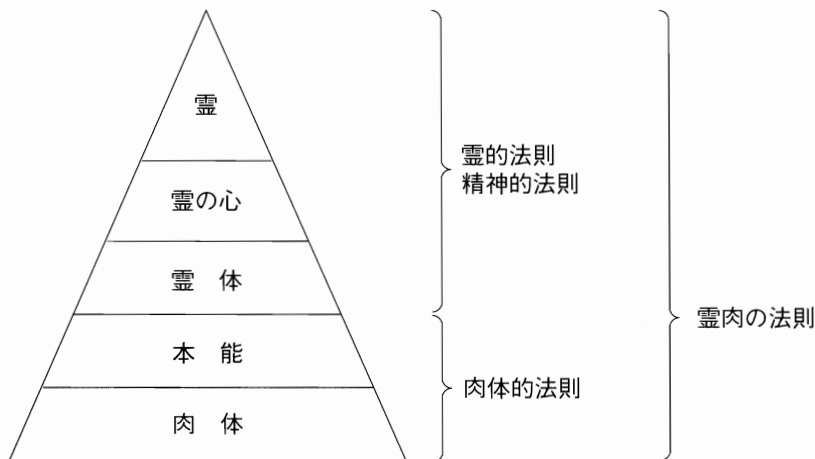 霊
霊の心
霊　体
本　能
肉　体
霊的法則
精神的法則
肉体的法則
霊肉の法則